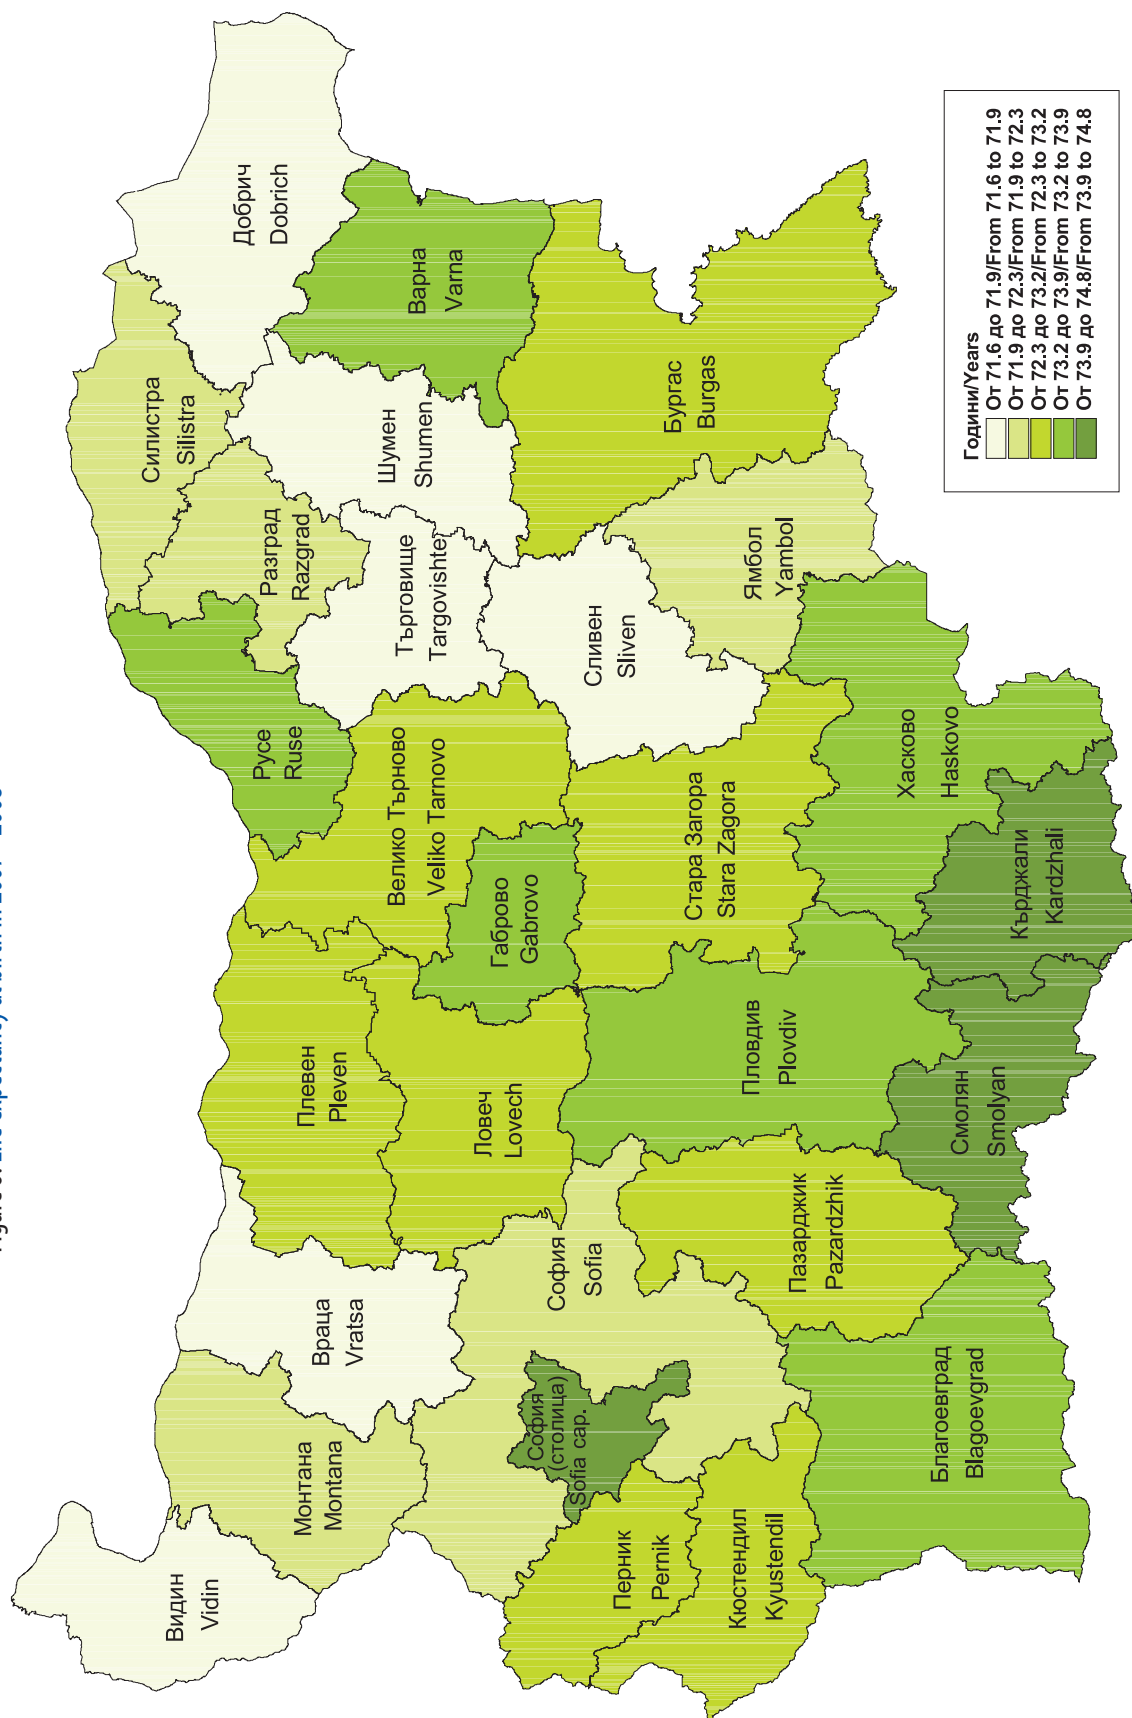 Life expectancy at birth in
Видин
Vidin
Монтана
Montana
Враца
Vratsa
Плевен
Pleven
Русе
Ruse
Силистра
Silistra
Разград
Razgrad
Добрич
Dobrich
Велико Търново
Veliko Tarnovo
Търговище
Targovishte
Шумен
Shumen
Варна
Varna
Ловеч
Lovech
Габрово
Gabrovo
София
Sofia
София
(столица)
Sofia cap.
Перник
Pernik
Сливен
Sliven
Бургас
Burgas
Кюстендил
Kyustendil
Пазарджик
Pazardzhik
Пловдив
Plovdiv
Стара Загора
Stara Zagora
Ямбол
Yambol
Благоевград
Blagoevgrad
Смолян
Smolyan
Хасково
Haskovo
Кърджали
Kardzhali
Години/Years
От 71.6 до 71.9/From 71.6 to 71.9
От 71.9 до 72.3/From 71.9 to 72.3
От 72.3 до 73.2/From 72.3 to 73.2
От 73.2 до 73.9/From 73.2 to 73.9
От 73.9 до 74.8/From 73.9 to 74.8